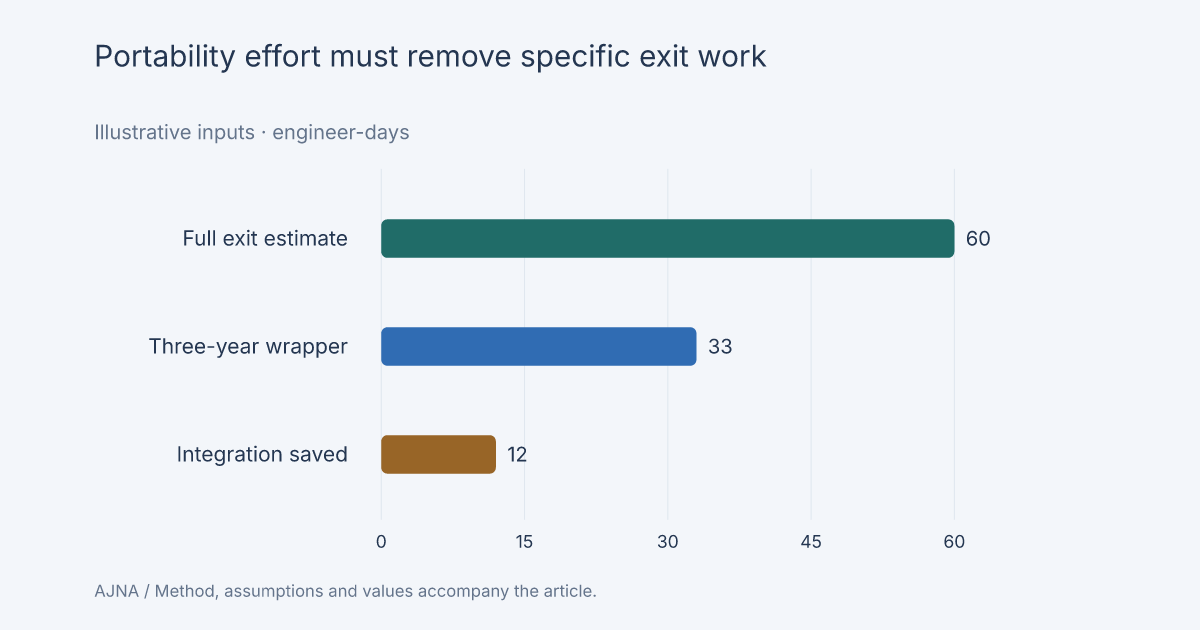 Portability effort must remove specific exit work
Illustrative inputs · engineer-days
Full exit estimate 60
Three-year wrapper 33
Integration saved 12
0 15 30 45 60
AJNA / Method, assumptions and values accompany the article.